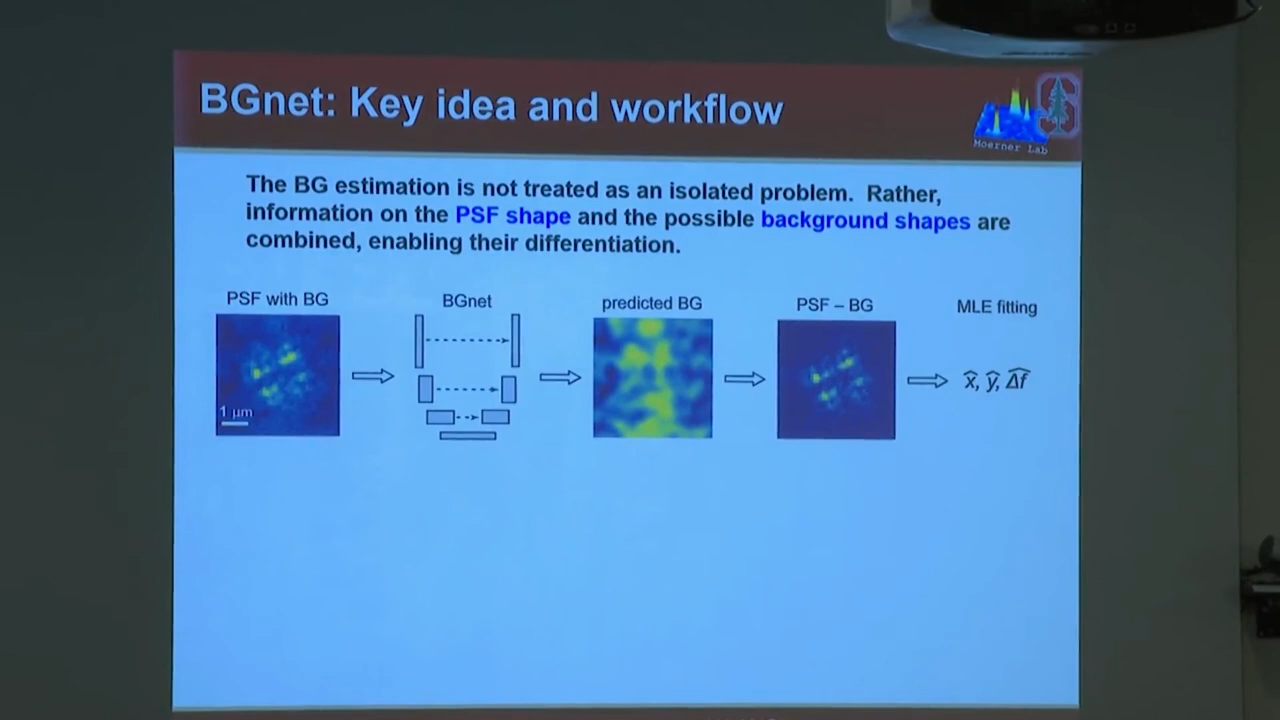 BGnet: Key idea and workflow
Moerner Lab
The BG estimation is not treated as an isolated problem. Rather,
information on the PSF shape and the possible background shapes are
combined, enabling their differentiation.
PSF with BG
BGnet
predicted BG
PSF – BG
MLE fitting
1 μm
x̂, ŷ, Δ̂f